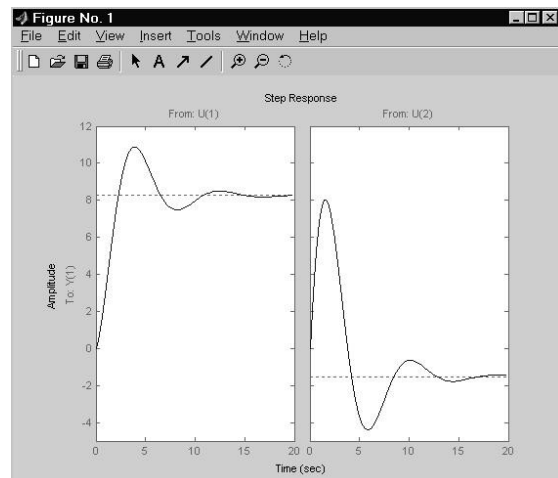 Figure No. 1
File Edit View Insert Tools Window Help
A
Step Response
From: U(1)
From: U(2)
12
10
8
6
4
2
0
-2
-4
Amplitude
To: Y(1)
0 5 10 15 20
0 5 10 15 20
Time (sec)